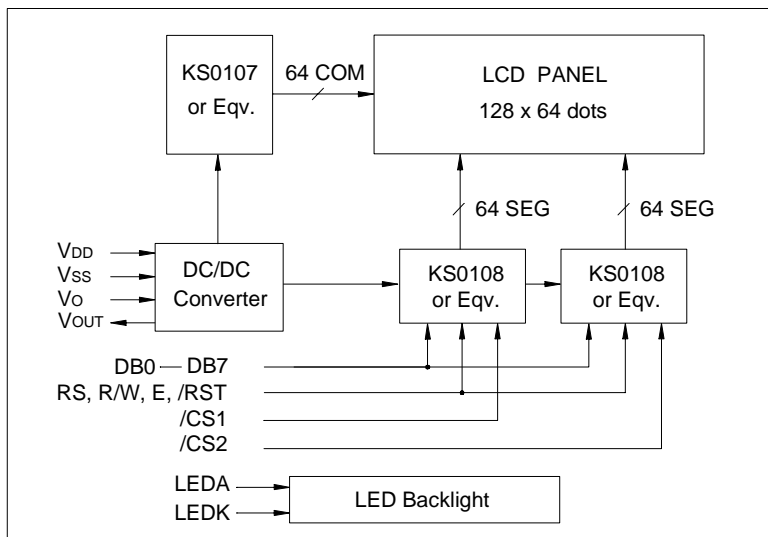 KS0107
or Eqv.
64 COM
LCD PANEL
128 x 64 dots
64 SEG
64 SEG
VDD
VSS
VO
VOUT
DC/DC
Converter
KS0108
or Eqv.
KS0108
or Eqv.
DB0 — DB7
RS, R/W, E, /RST
/CS1
/CS2
LEDA
LEDK
LED Backlight